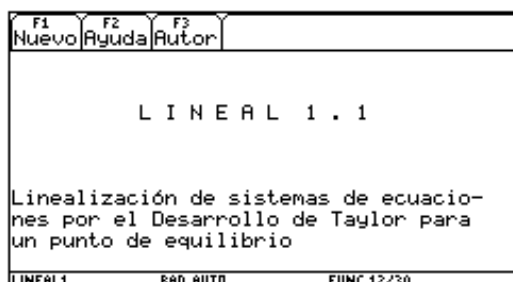 F1 F2 F3
Nuevo Ayuda Autor
L I N E A L 1 . 1
Linealización de sistemas de ecuacio-
nes por el Desarrollo de Taylor para
un punto de equilibrio
LINEAL1 RAD AUTO FUNC 12/30